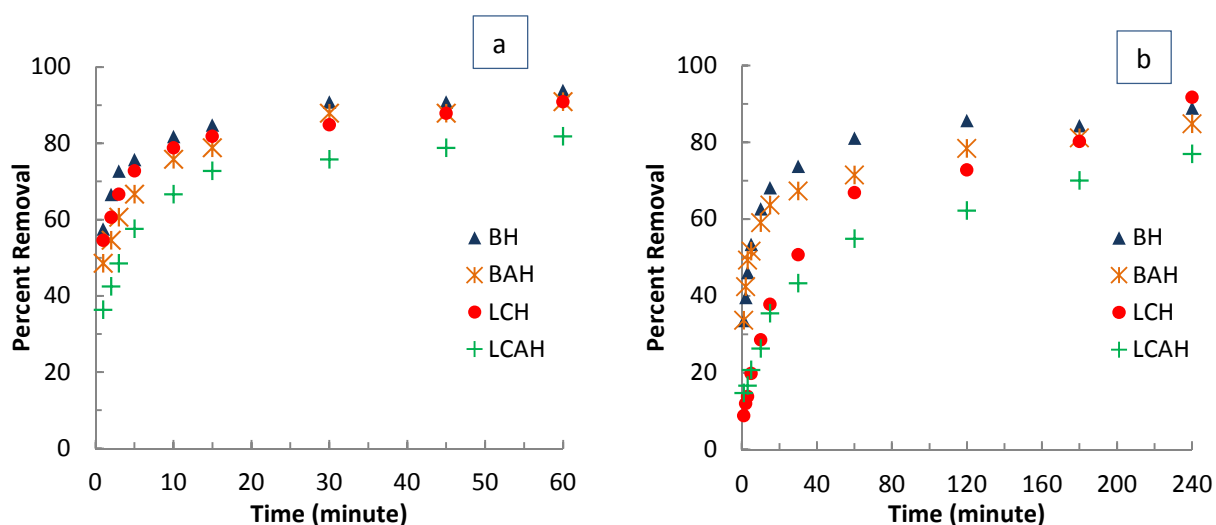 a
100
80
60
40
20
0
Percent Removal
BH
BAH
LCH
LCAH
0 10 20 30 40 50 60
Time (minute)
b
100
80
60
40
20
0
Percent Removal
BH
BAH
LCH
LCAH
0 40 80 120 160 200 240
Time (minute)